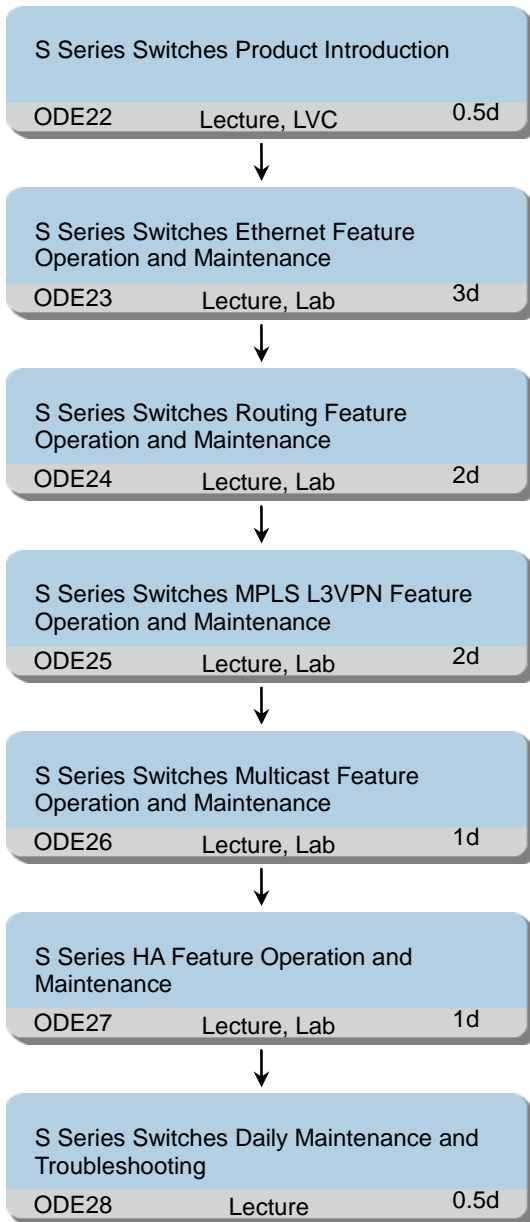 S Series Switches Product Introduction
ODE22 Lecture, LVC 0.5d
S Series Switches Ethernet Feature
Operation and Maintenance
ODE23 Lecture, Lab 3d
S Series Switches Routing Feature
Operation and Maintenance
ODE24 Lecture, Lab 2d
S Series Switches MPLS L3VPN Feature
Operation and Maintenance
ODE25 Lecture, Lab 2d
S Series Switches Multicast Feature
Operation and Maintenance
ODE26 Lecture, Lab 1d
S Series HA Feature Operation and
Maintenance
ODE27 Lecture, Lab 1d
S Series Switches Daily Maintenance and
Troubleshooting
ODE28 Lecture 0.5d